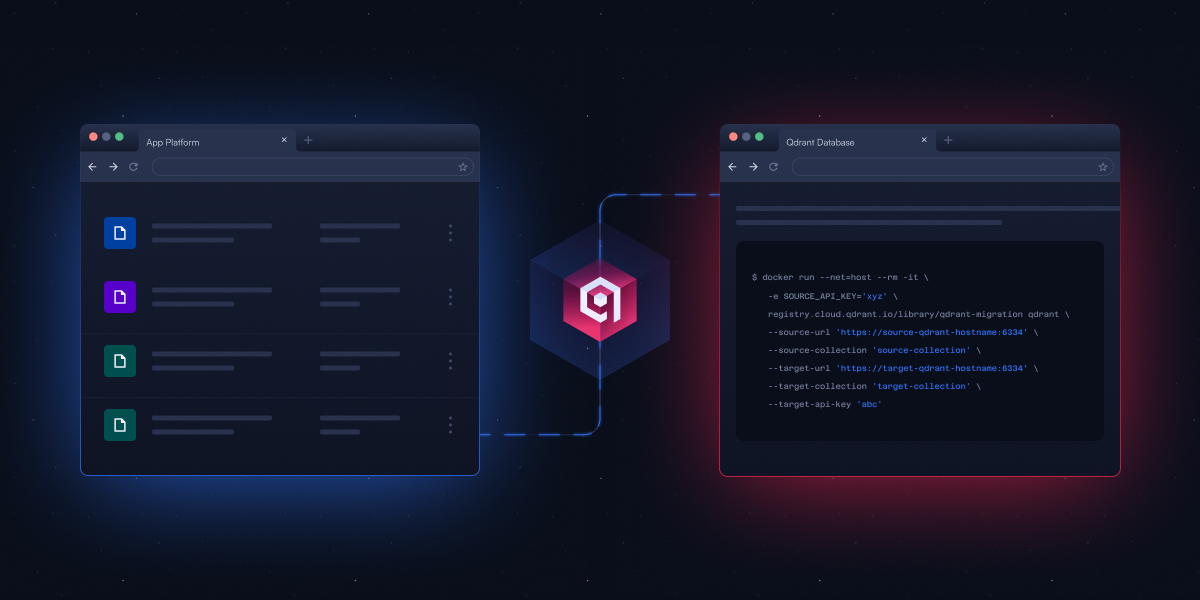 App Platform
Qdrant Database
$ docker run --net=host --rm -it \
-e SOURCE_API_KEY='xyz' \
registry.cloud.qdrant.io/library/qdrant-migration qdrant \
--source-url 'https://source-qdrant-hostname:6334' \
--source-collection 'source-collection' \
--target-url 'https://target-qdrant-hostname:6334' \
--target-collection 'target-collection' \
--target-api-key 'abc'